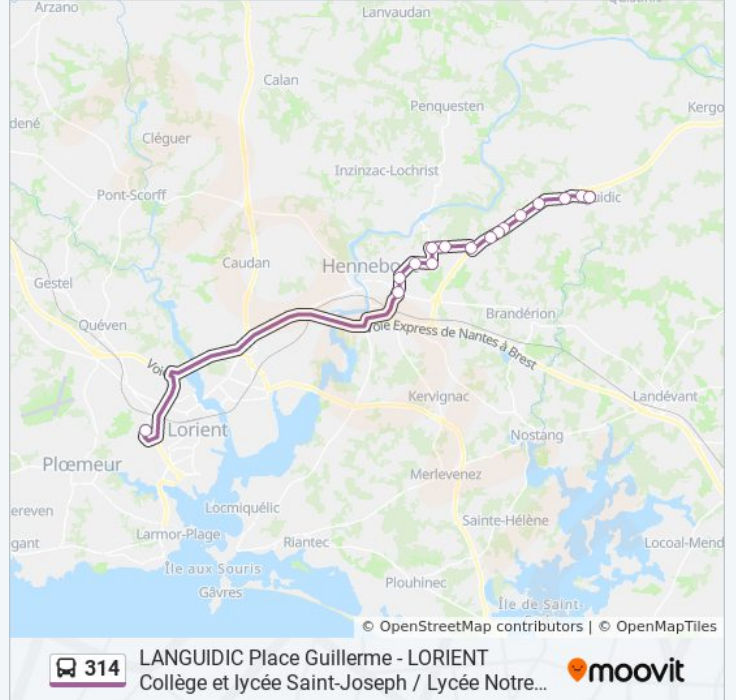 Arzano
Lanvaudan
Calan
Penquesten
Kergo
dené
Cléguer
Inzinzac-Lochrist
Pont-Scorff
uidic
Caudan
Hennebo
Gestel
Brandérion
Quéven
oie Express de Nantes à Brest
Voie
Kervignac
Landévant
Lorient
Nostang
Plœmeur
Merlevenez
ereven
Locmiquélic
Sainte-Hélène
Larmor-Plage
Riantec
Locoal-Mend
gant
Île aux Souris
Gâvres
Plouhinec
Île de Saint-
© OpenStreetMap contributors | © OpenMapTiles
314
LANGUIDIC Place Guillerme - LORIENT
Collège et lycée Saint-Joseph / Lycée Notre...
moovit